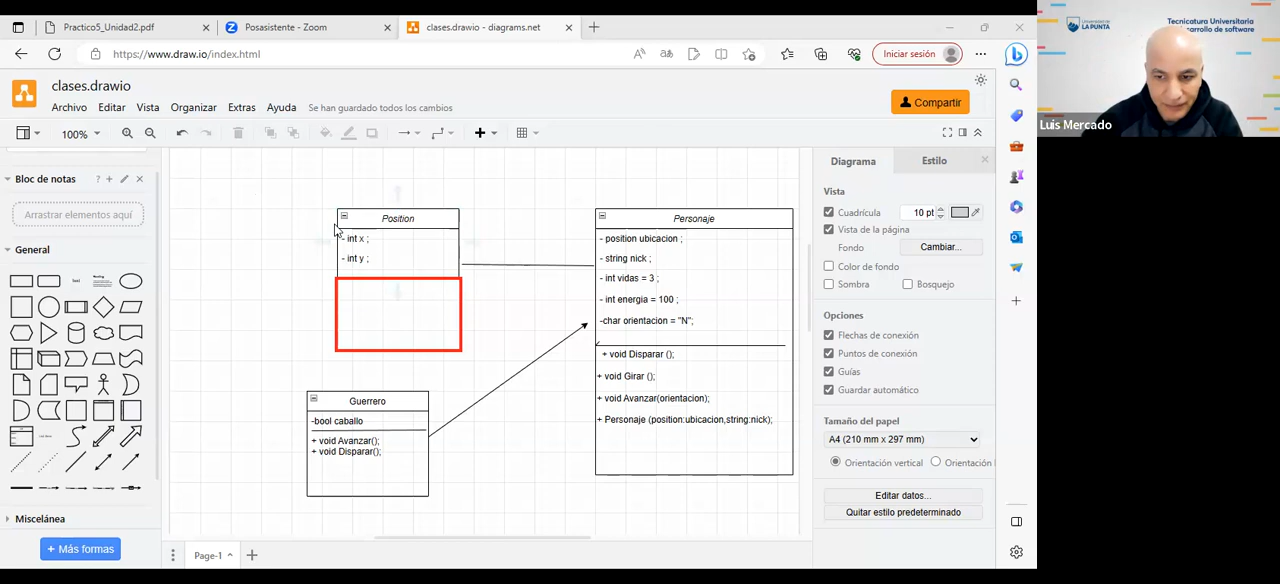 Practico5_Unidad2.pdf
Posasistente - Zoom
clases.drawio - diagrams.net
https://www.draw.io/index.html
Iniciar sesión
clases.drawio
Archivo Editar Vista Organizar Extras Ayuda Se han guardado todos los cambios
Compartir
100%
Bloc de notas
Arrastrar elementos aquí
General
Miscelánea
+ Más formas
Position
- int x ;
- int y ;
Personaje
- position ubicacion ;
- string nick ;
- int vidas = 3 ;
- int energia = 100 ;
-char orientacion = "N";
+ void Disparar ();
+ void Girar ();
+ void Avanzar(orientacion);
+ Personaje (position:ubicacion,string:nick);
Guerrero
-bool caballo
+ void Avanzar();
+ void Disparar();
Page-1
Diagrama Estilo
Vista
Cuadrícula 10 pt
Vista de la página
Fondo Cambiar...
Color de fondo
Sombra Bosquejo
Opciones
Flechas de conexión
Puntos de conexión
Guías
Guardar automático
Tamaño del papel
A4 (210 mm x 297 mm)
Orientación vertical Orientación
Editar datos...
Quitar estilo predeterminado
Universidad de
LA PUNTA
Tecnicatura Universitaria
desarrollo de software
Luis Mercado